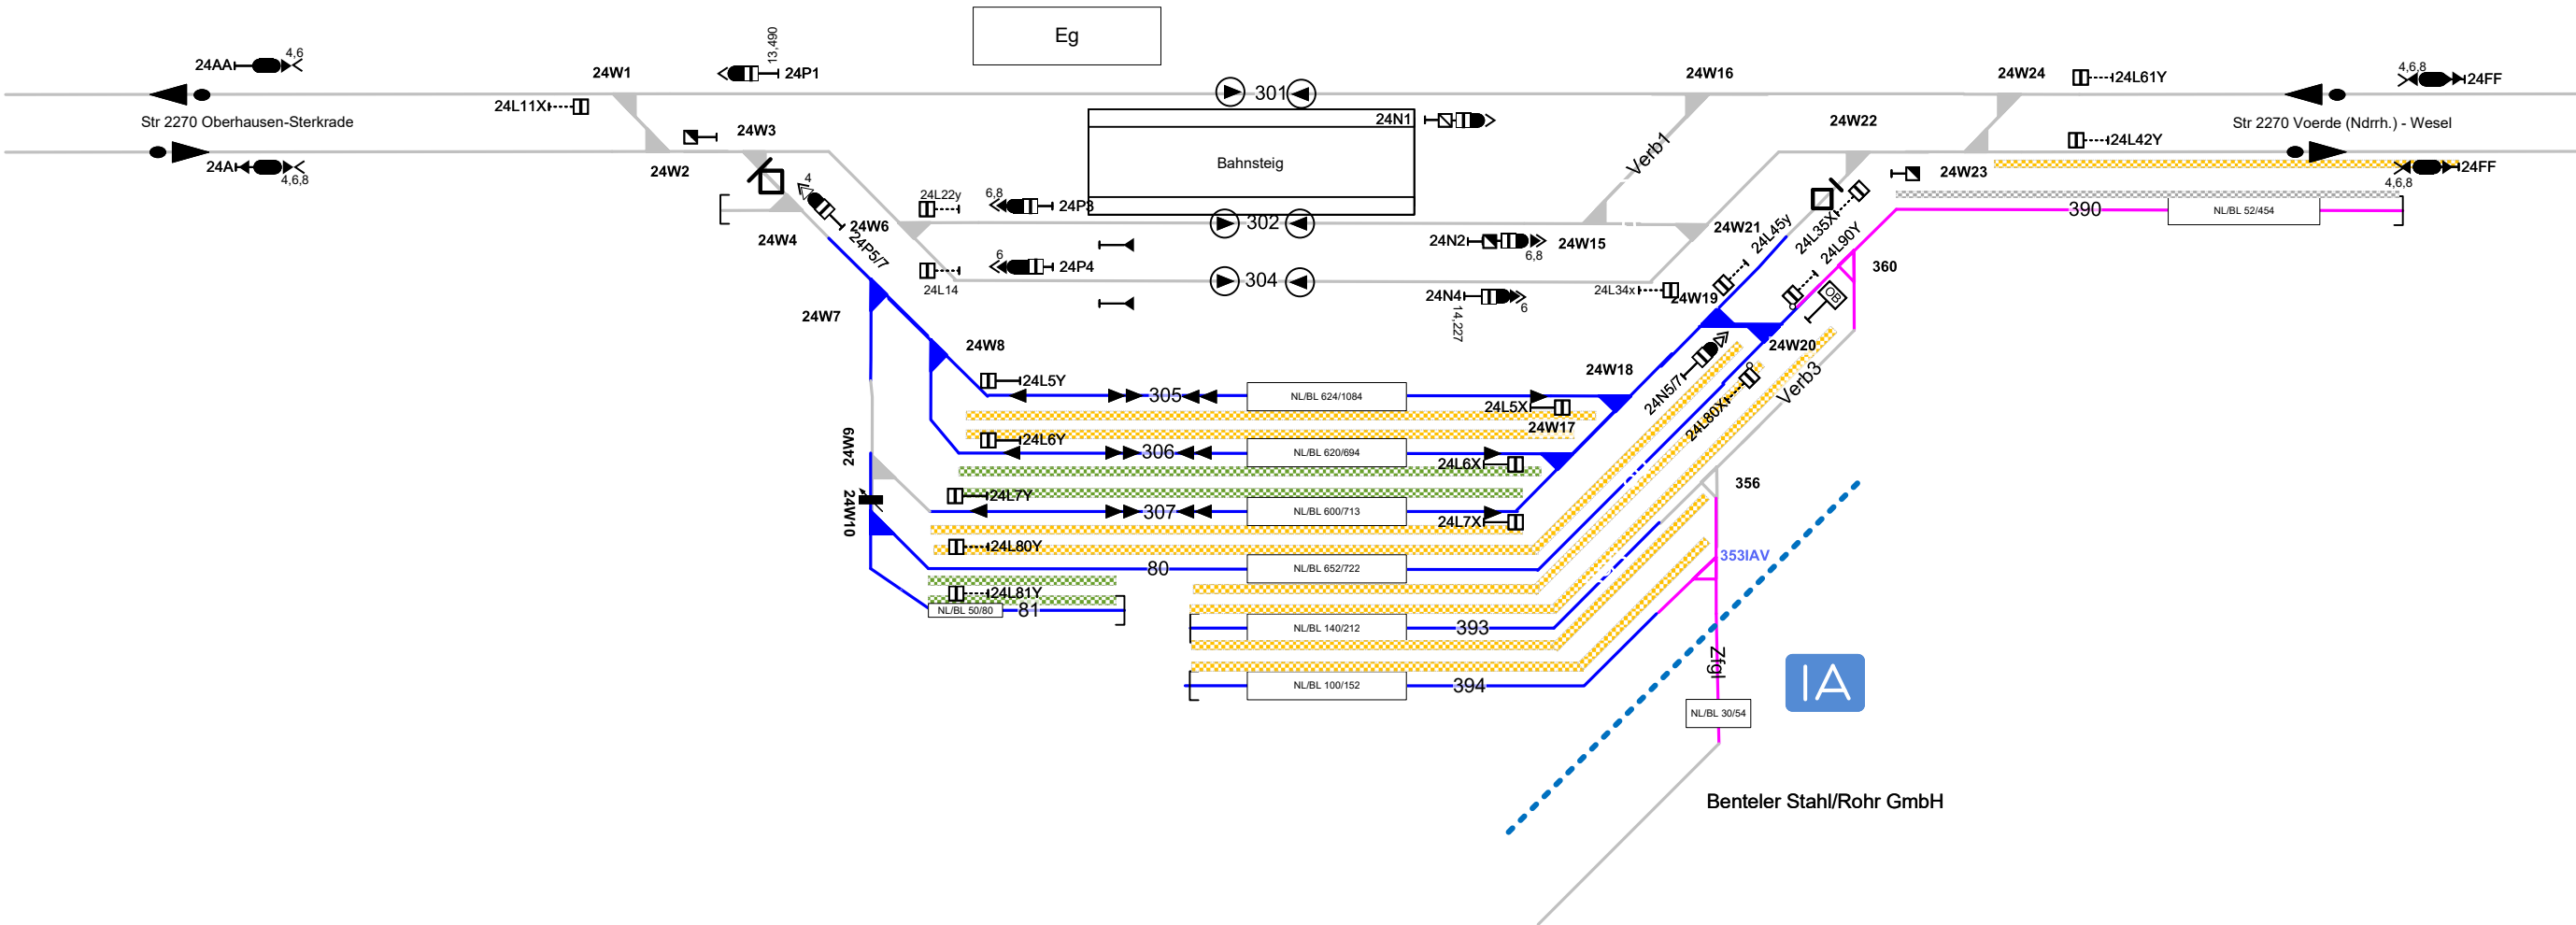 Eg
13,490
4,6
24AA
24W1
24P1
24W16
24W24
24L61Y
4,6,8
24FF
301
24L11X
24N1
Str 2270 Oberhausen-Sterkrade
Str 2270 Voerde (Ndrrh.) - Wesel
24W3
24W22
24L42Y
Bahnsteig
Verb1
24A
4,6,8
24W2
24W23
24FF
4,6,8
4
24L22y
6,8
24P3
390
NL/BL 52/454
24W6
302
24W21
24L45y
24L35X
24L90Y
24W4
24P5/7
24N2
6,8
24W15
6
24P4
360
24L14
304
24N4
6
14,227
24L34x
24W19
OB
24W7
24W8
24W20
24W18
24L5Y
305
NL/BL 624/1084
24L5X
24N5/7
24L80X
Verb3
24W17
24W9
24L6Y
306
NL/BL 620/694
24L6X
356
24W10
24L7Y
307
NL/BL 600/713
24L7X
24L80Y
353IAV
80
NL/BL 652/722
24L81Y
NL/BL 50/80
81
NL/BL 140/212
393
Zfgl
IA
NL/BL 100/152
394
NL/BL 30/54
Benteler Stahl/Rohr GmbH